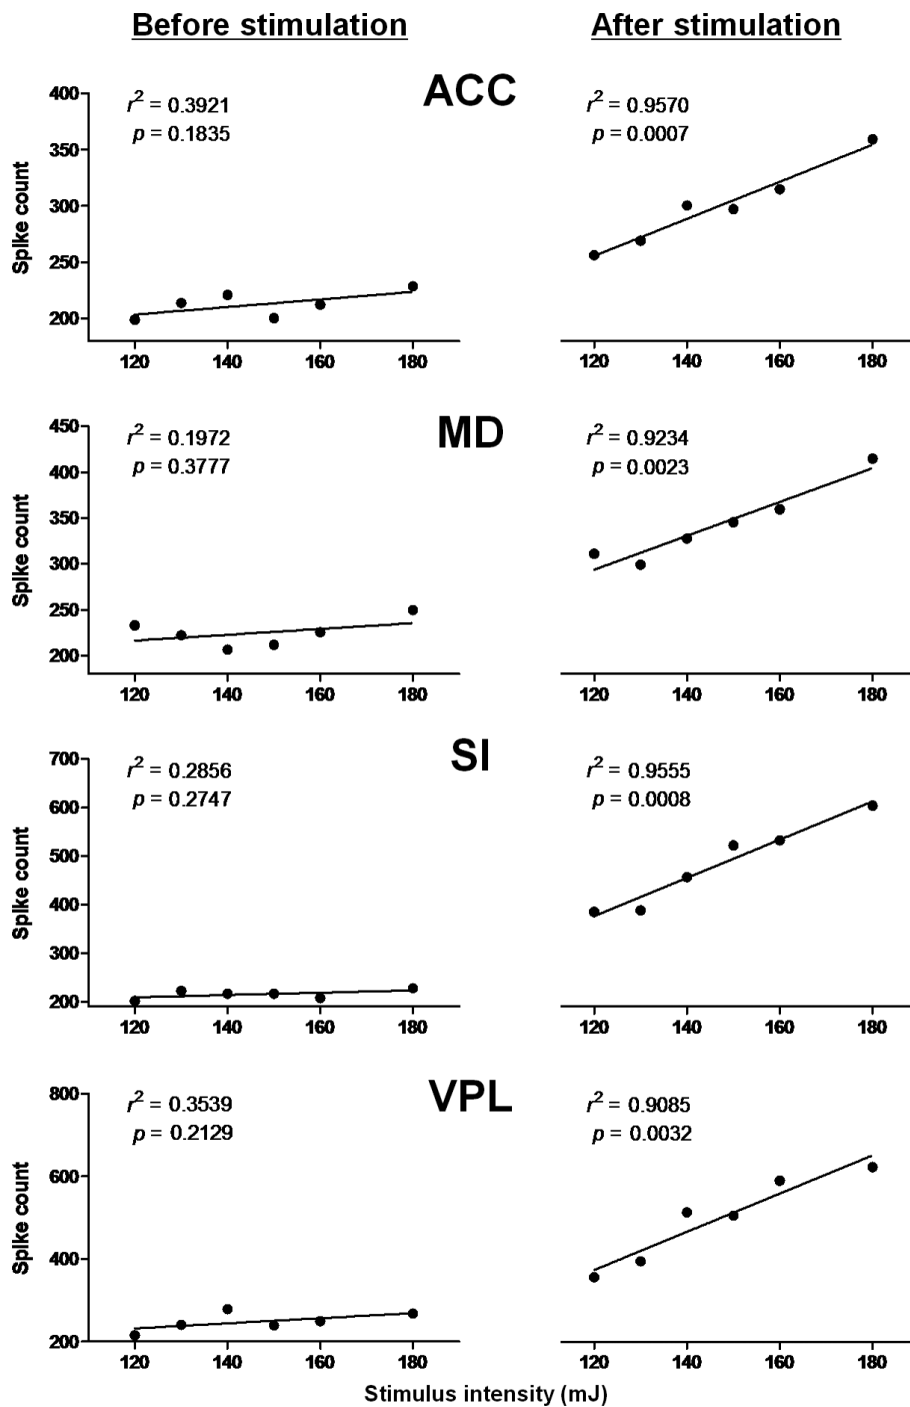 Before stimulation After stimulation
ACC
r² = 0.3921 r² = 0.9570
p = 0.1835 p = 0.0007
Spike count
400
350
300
250
200
120 140 160 180 120 140 160 180
MD
r² = 0.1972 r² = 0.9234
p = 0.3777 p = 0.0023
Spike count
450
400
350
300
250
200
120 140 160 180 120 140 160 180
SI
r² = 0.2856 r² = 0.9555
p = 0.2747 p = 0.0008
Spike count
700
600
500
400
300
200
120 140 160 180 120 140 160 180
VPL
r² = 0.3539 r² = 0.9085
p = 0.2129 p = 0.0032
Spike count
800
600
400
200
120 140 160 180 120 140 160 180
Stimulus intensity (mJ)